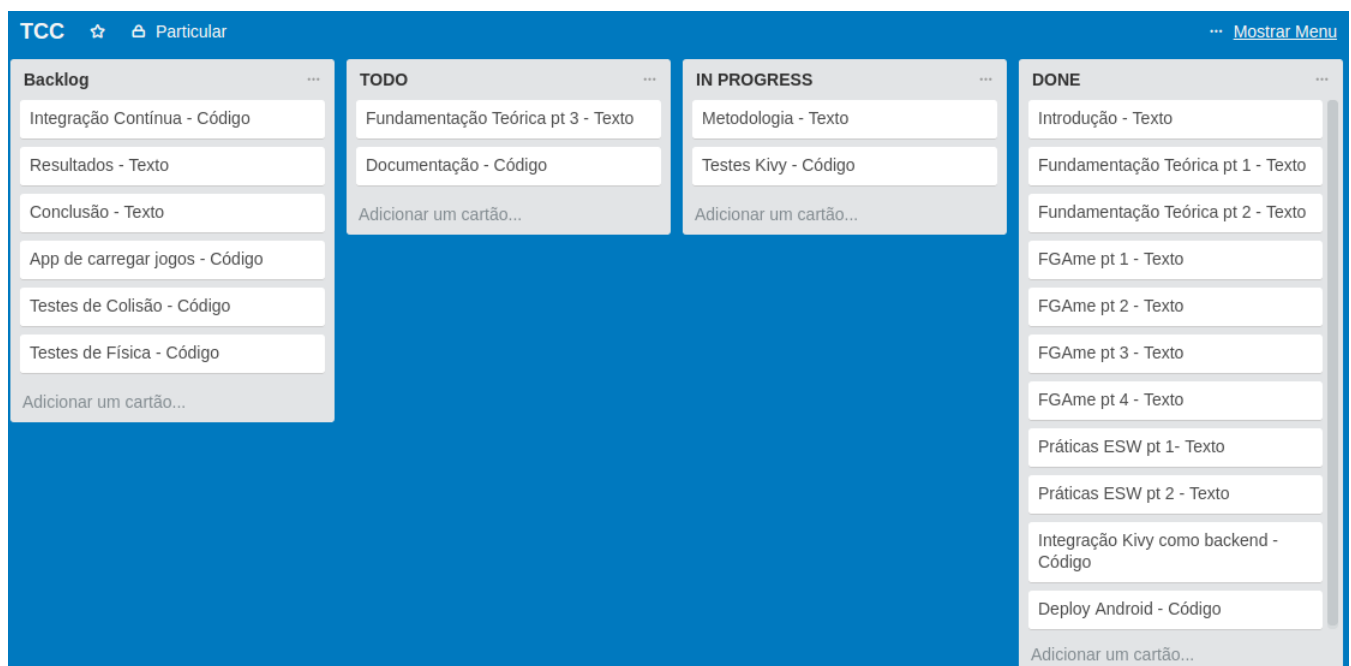 TCC Particular ... Mostrar Menu
Backlog ...
Integração Contínua - Código
Resultados - Texto
Conclusão - Texto
App de carregar jogos - Código
Testes de Colisão - Código
Testes de Física - Código
Adicionar um cartão...
TODO ...
Fundamentação Teórica pt 3 - Texto
Documentação - Código
Adicionar um cartão...
IN PROGRESS ...
Metodologia - Texto
Testes Kivy - Código
Adicionar um cartão...
DONE ...
Introdução - Texto
Fundamentação Teórica pt 1 - Texto
Fundamentação Teórica pt 2 - Texto
FGAme pt 1 - Texto
FGAme pt 2 - Texto
FGAme pt 3 - Texto
FGAme pt 4 - Texto
Práticas ESW pt 1- Texto
Práticas ESW pt 2 - Texto
Integração Kivy como backend -
Código
Deploy Android - Código
Adicionar um cartão...